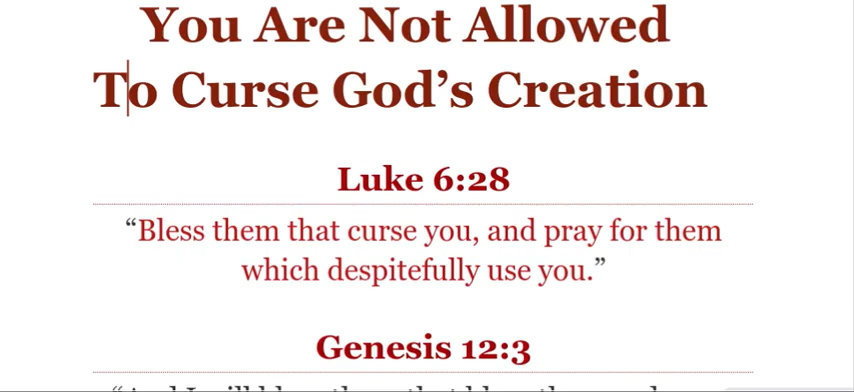 You Are Not Allowed
To Curse God’s Creation
Luke 6:28
“Bless them that curse you, and pray for them
which despitefully use you.”
Genesis 12:3